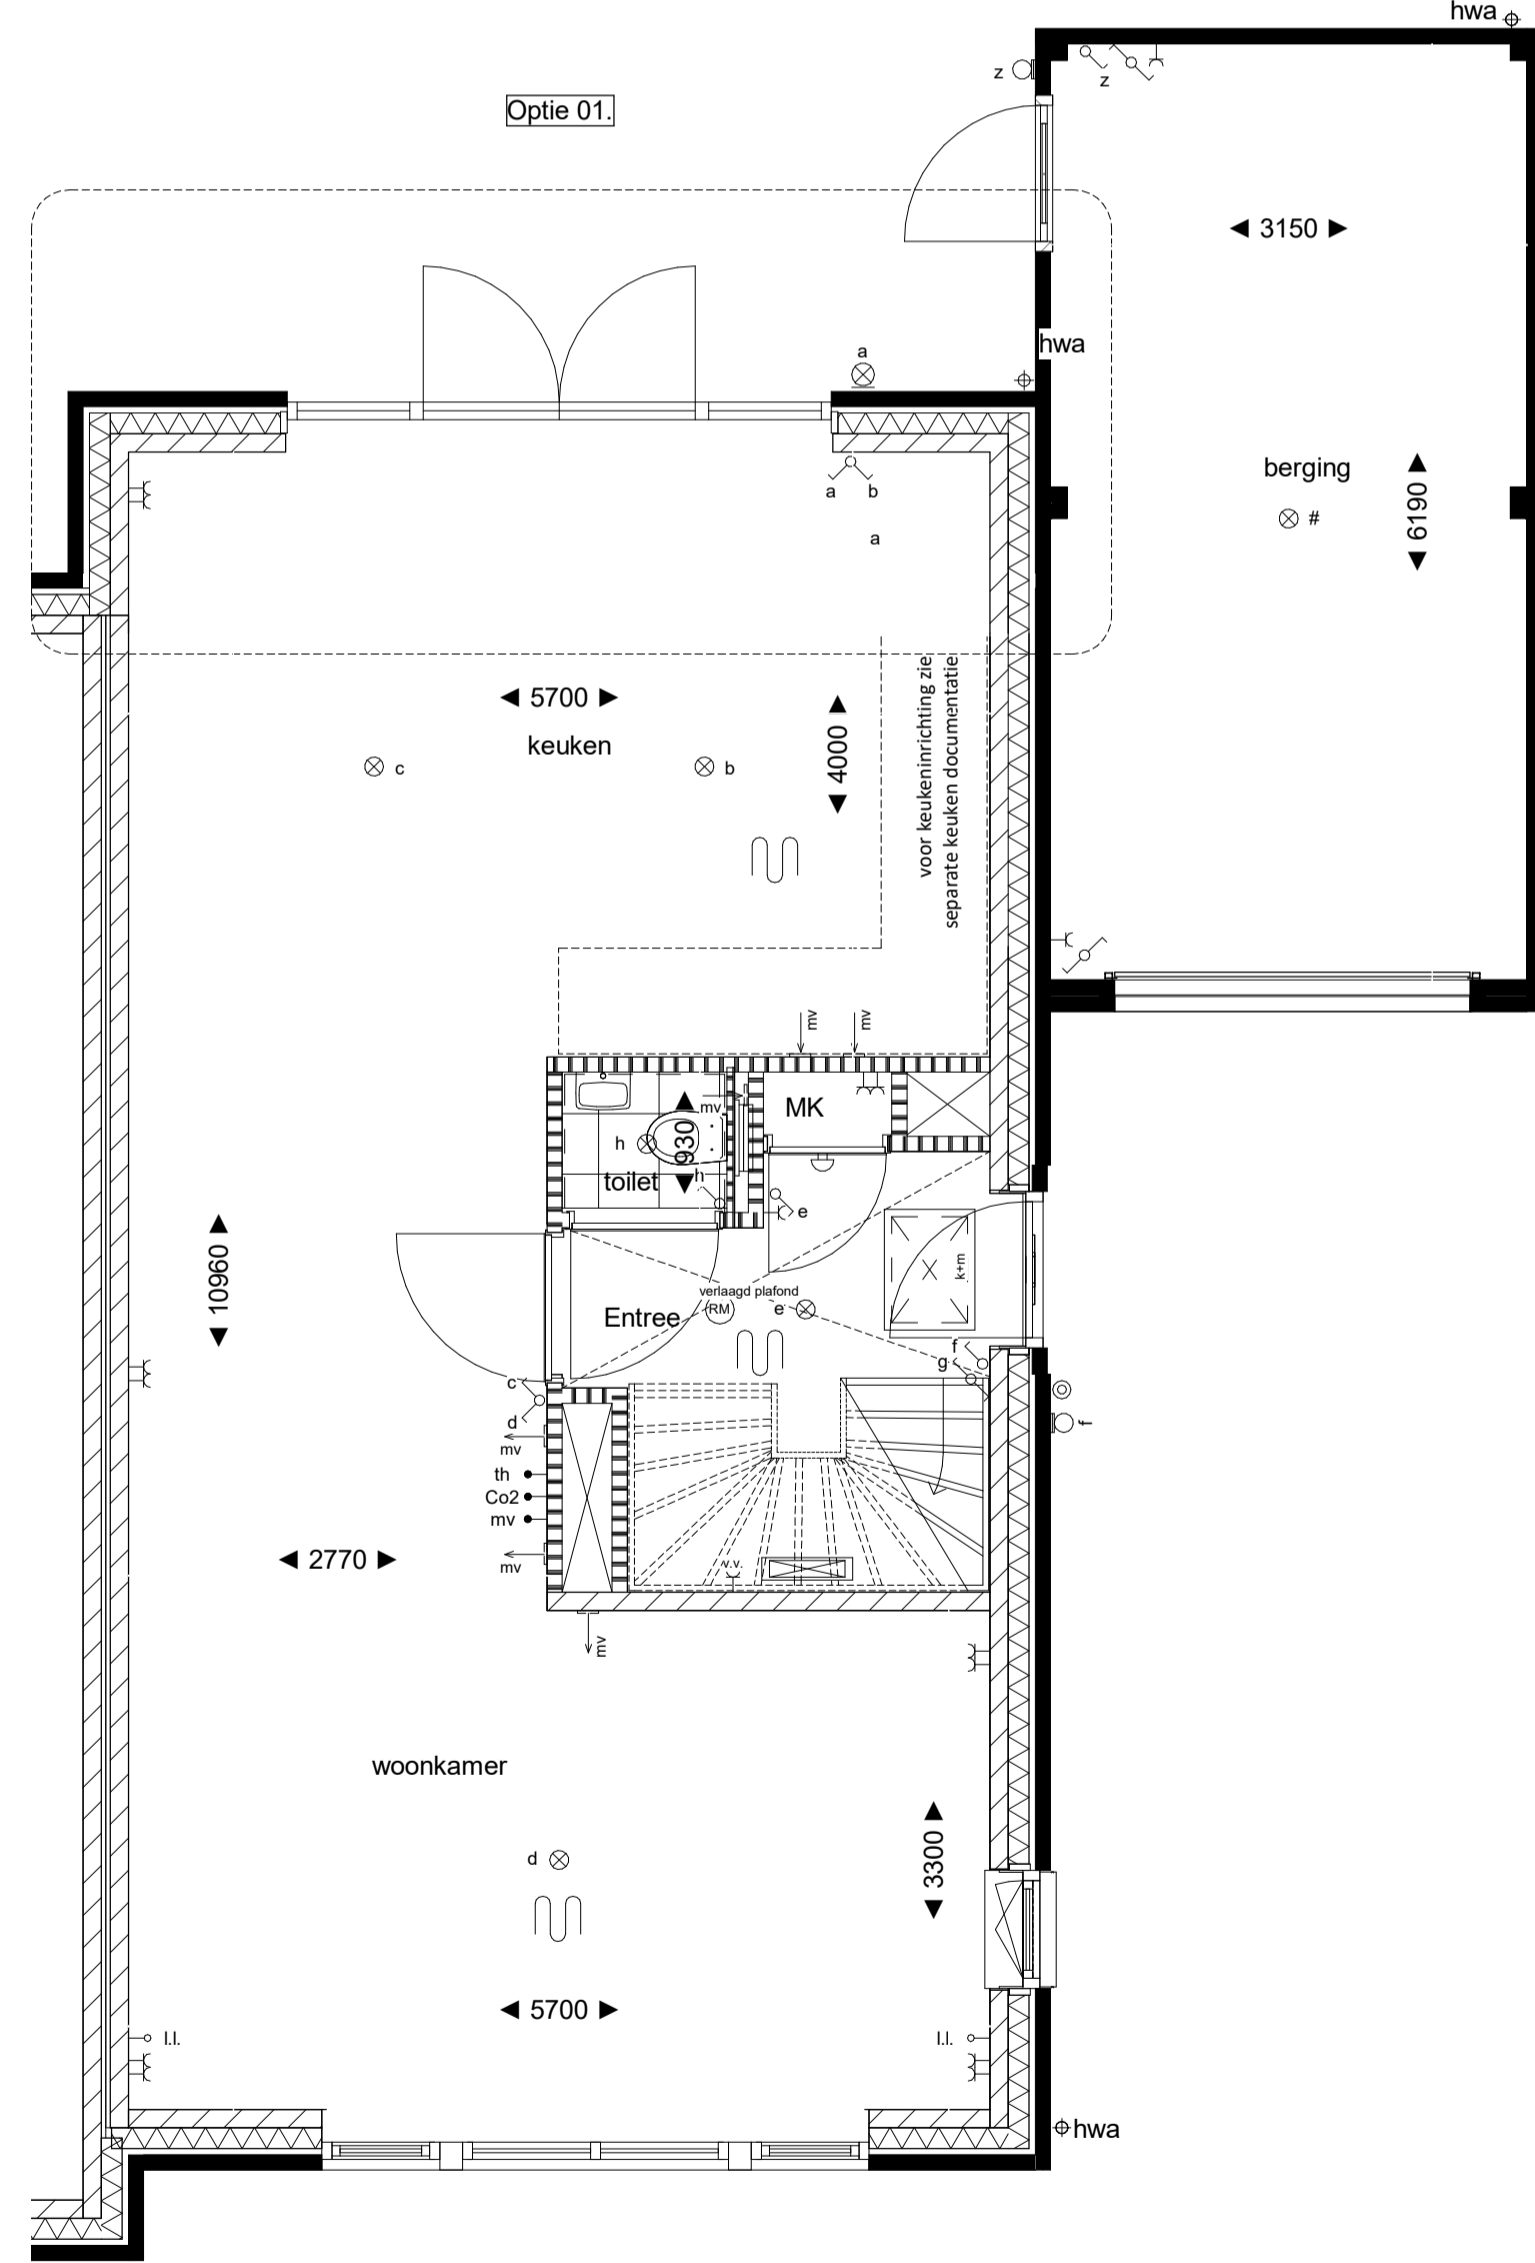 hwa
z
z
Optie 01.
◄ 3150 ►
hwa
a
berging
◄ 6190 ►
#
a b
a
◄ 5700 ►
keuken
◄ 4000 ►
voor keukeninrichting zie
separate keuken documentatie
c
b
mv
mv
mv
MK
h
◄ 930 ►
toilet
h
e
◄ 10960 ►
k+m
verlaagd plafond
Entree
RM
e
f
g
c
d
f
mv
th
Co2
mv
mv
◄ 2770 ►
v.v.
mv
woonkamer
d
◄ 3300 ►
◄ 5700 ►
l.l.
l.l.
hwa